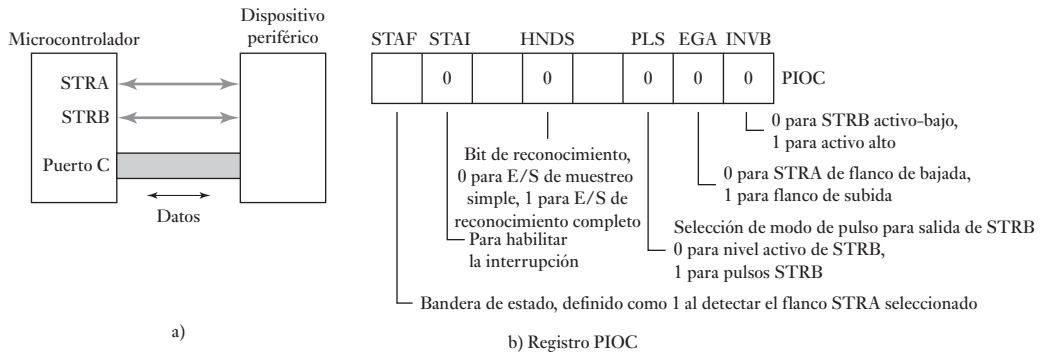 Microcontrolador
Dispositivo
periférico
STRA
STRB
Puerto C
Datos
a)
STAF STAI HNDS PLS EGA INVB
0 0 0 0 0 PIOC
0 para STRB activo-bajo,
1 para activo alto
0 para STRA de flanco de bajada,
1 para flanco de subida
Bit de reconocimiento,
0 para E/S de muestreo
simple, 1 para E/S de
reconocimiento completo
Selección de modo de pulso para salida de STRB
0 para nivel activo de STRB,
1 para pulsos STRB
Para habilitar
la interrupción
Bandera de estado, definido como 1 al detectar el flanco STRA seleccionado
b) Registro PIOC